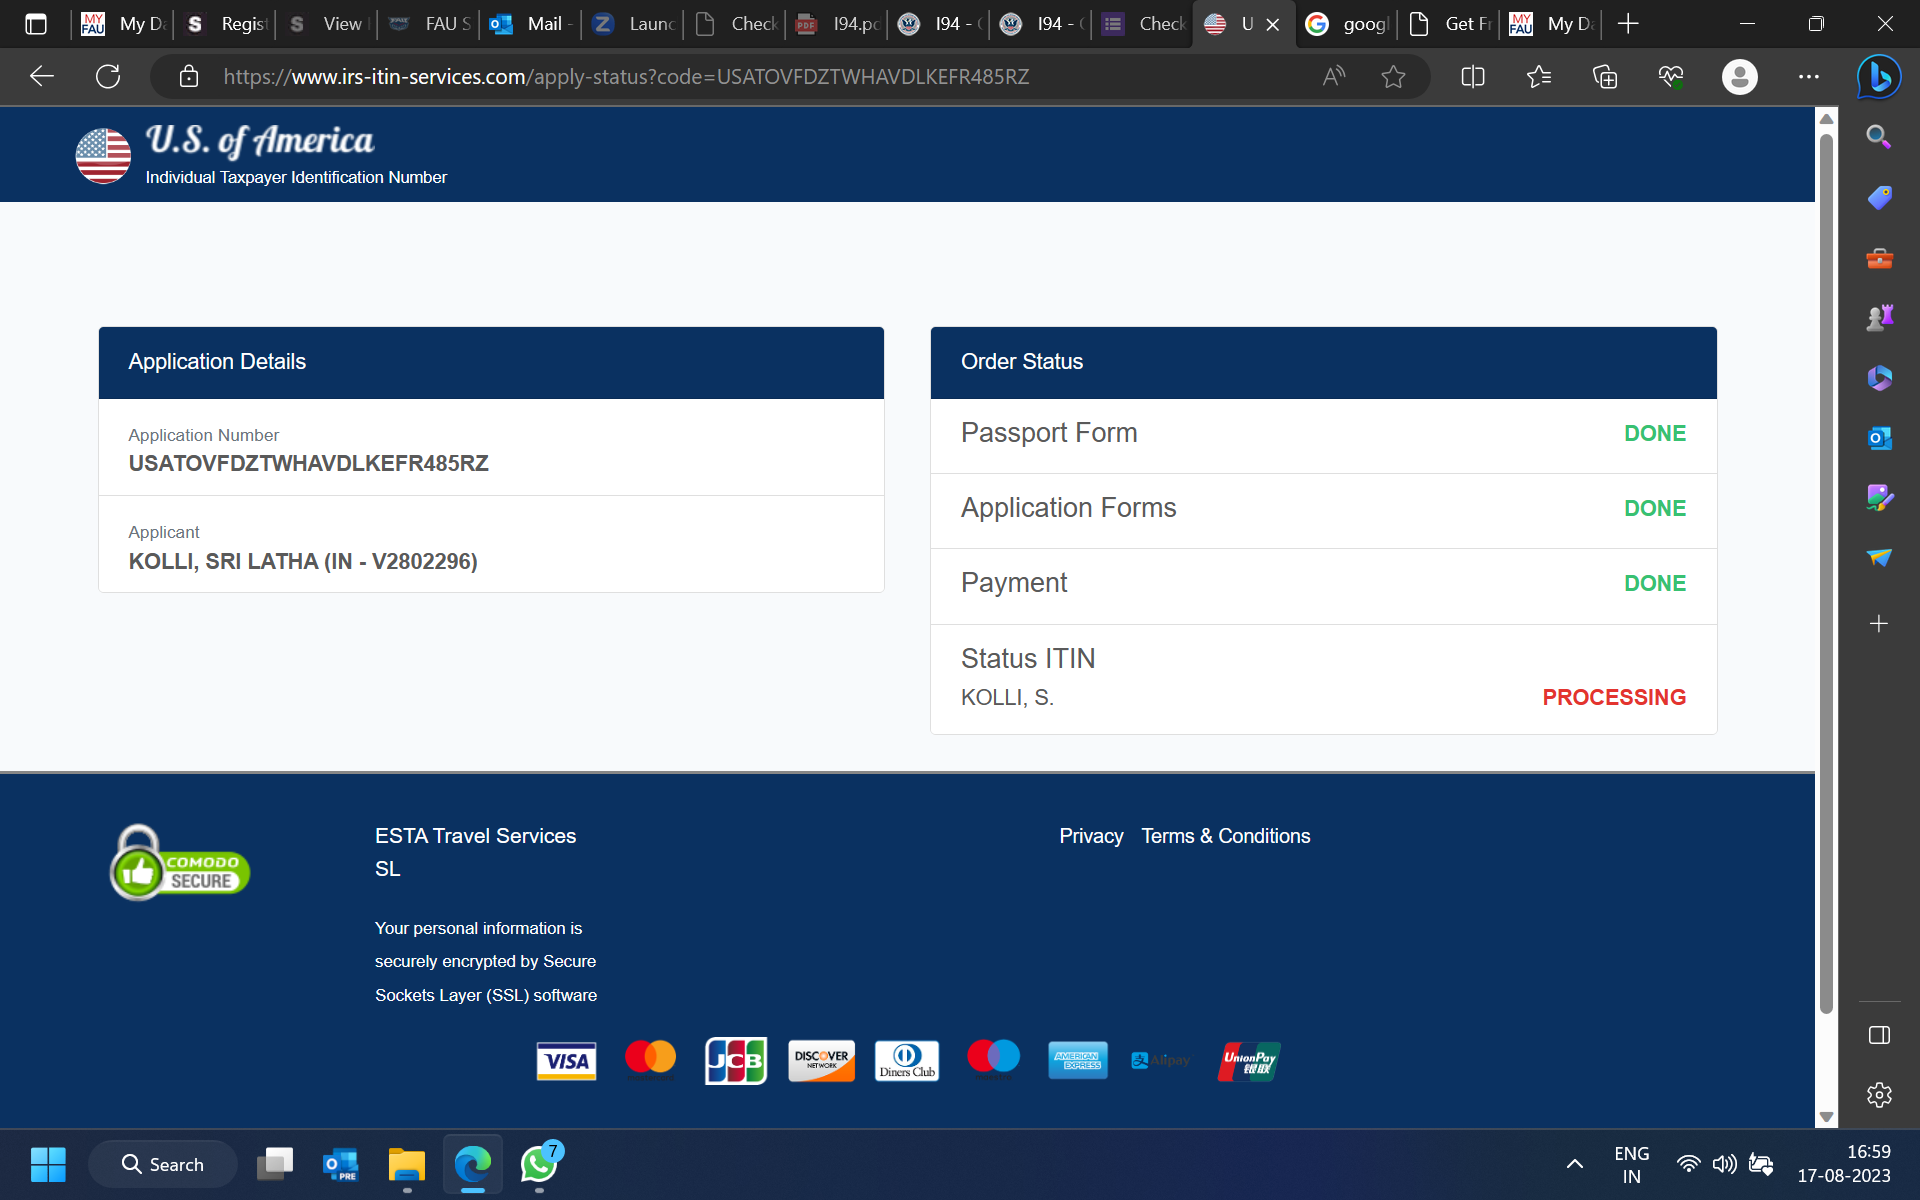 My Da
Regist
View
FAU S
Mail -
Launc
Check
I94.pd
I94 -
I94 -
Check
U
googl
Get Fr
My Da
https://www.irs-itin-services.com/apply-status?code=USATOVFDZTWHAVDLKEFR485RZ
U.S. of America
Individual Taxpayer Identification Number
Application Details
Application Number
USATOVFDZTWHAVDLKEFR485RZ
Applicant
KOLLI, SRI LATHA (IN - V2802296)
Order Status
Passport Form DONE
Application Forms DONE
Payment DONE
Status ITIN
KOLLI, S. PROCESSING
COMODO
SECURE
ESTA Travel Services
SL
Your personal information is
securely encrypted by Secure
Sockets Layer (SSL) software
Privacy Terms & Conditions
VISA
JCB
DISCOVER
NETWORK
Diners Club
AMERICAN
EXPRESS
Alipay
UnionPay
银联
Search
PRE
7
ENG
IN
16:59
17-08-2023